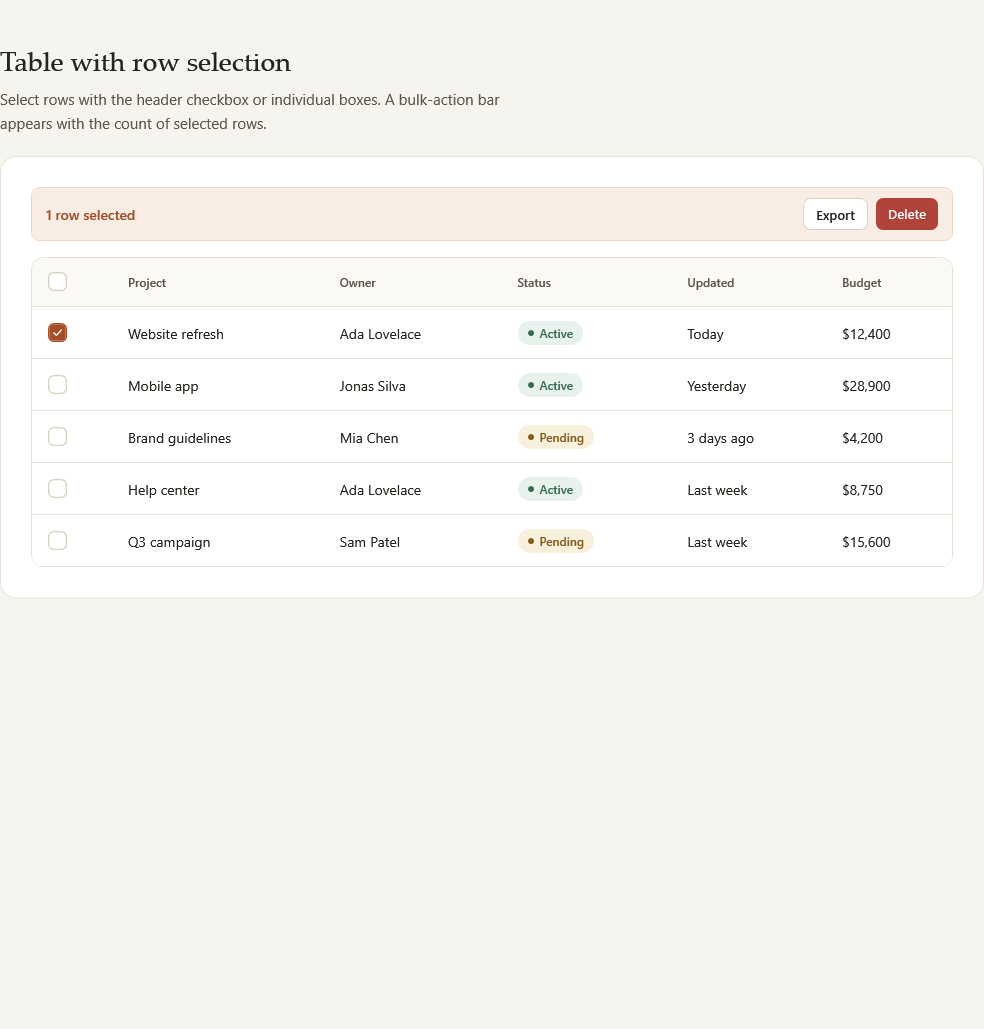 Table with row selection
Select rows with the header checkbox or individual boxes. A bulk-action bar
appears with the count of selected rows.
1 row selected Export Delete
Project Owner Status Updated Budget
Website refresh Ada Lovelace Active Today $12,400
Mobile app Jonas Silva Active Yesterday $28,900
Brand guidelines Mia Chen Pending 3 days ago $4,200
Help center Ada Lovelace Active Last week $8,750
Q3 campaign Sam Patel Pending Last week $15,600